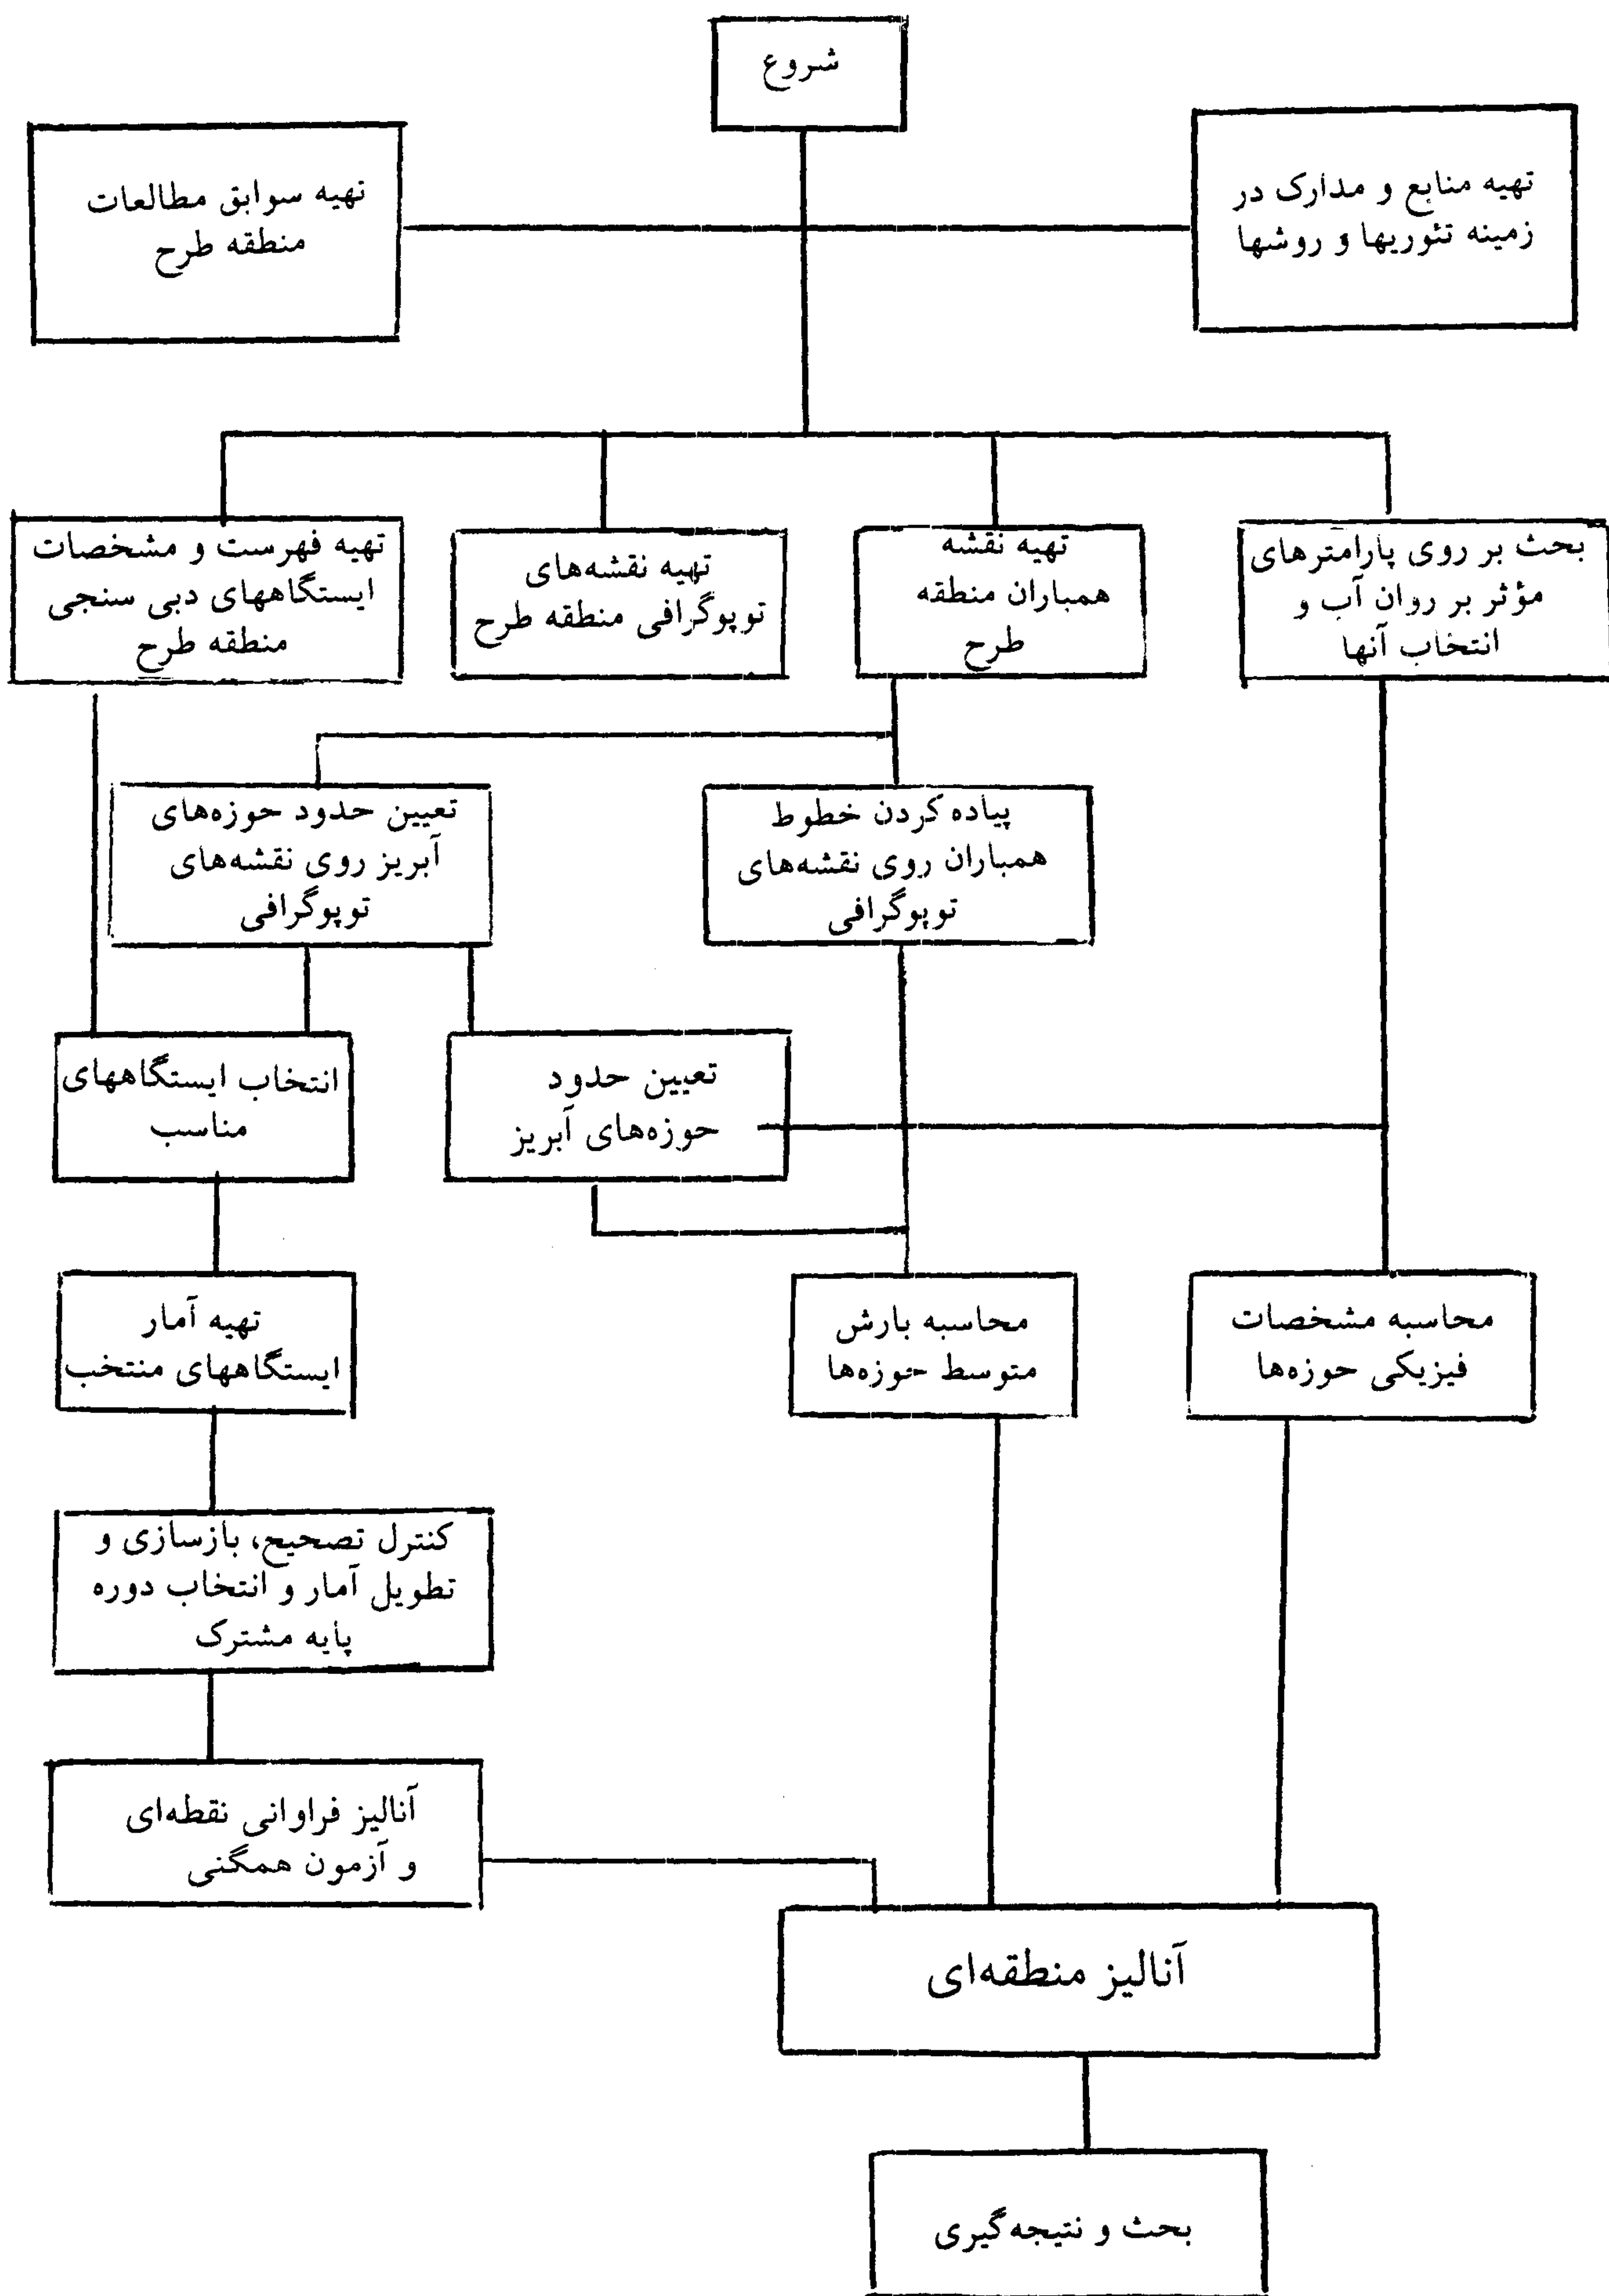 شروع
تهیه منابع و مدارک در
زمینه تئوریها و روشها
تهیه سوابق مطالعات
منطقه طرح
بحث بر روی پارامترهای
مؤثر بر روان آب و
انتخاب آنها
تهیه نقشه
همباران منطقه
طرح
تهیه نقشه‌های
توپوگرافی منطقه طرح
تهیه فهرست و مشخصات
ایستگاههای دبی سنجی
منطقه طرح
پیاده کردن خطوط
همباران روی نقشه‌های
توپوگرافی
تعیین حدود حوزه‌های
آبریز روی نقشه‌های
توپوگرافی
تعیین حدود
حوزه‌های آبریز
انتخاب ایستگاههای
مناسب
محاسبه مشخصات
فیزیکی حوزه‌ها
محاسبه بارش
متوسط حوزه‌ها
تهیه آمار
ایستگاههای منتخب
کنترل تصحیح، بازسازی و
تطویل آمار و انتخاب دوره
پایه مشترک
آنالیز فراوانی نقطه‌ای
و آزمون همگنی
آنالیز منطقه‌ای
بحث و نتیجه‌گیری